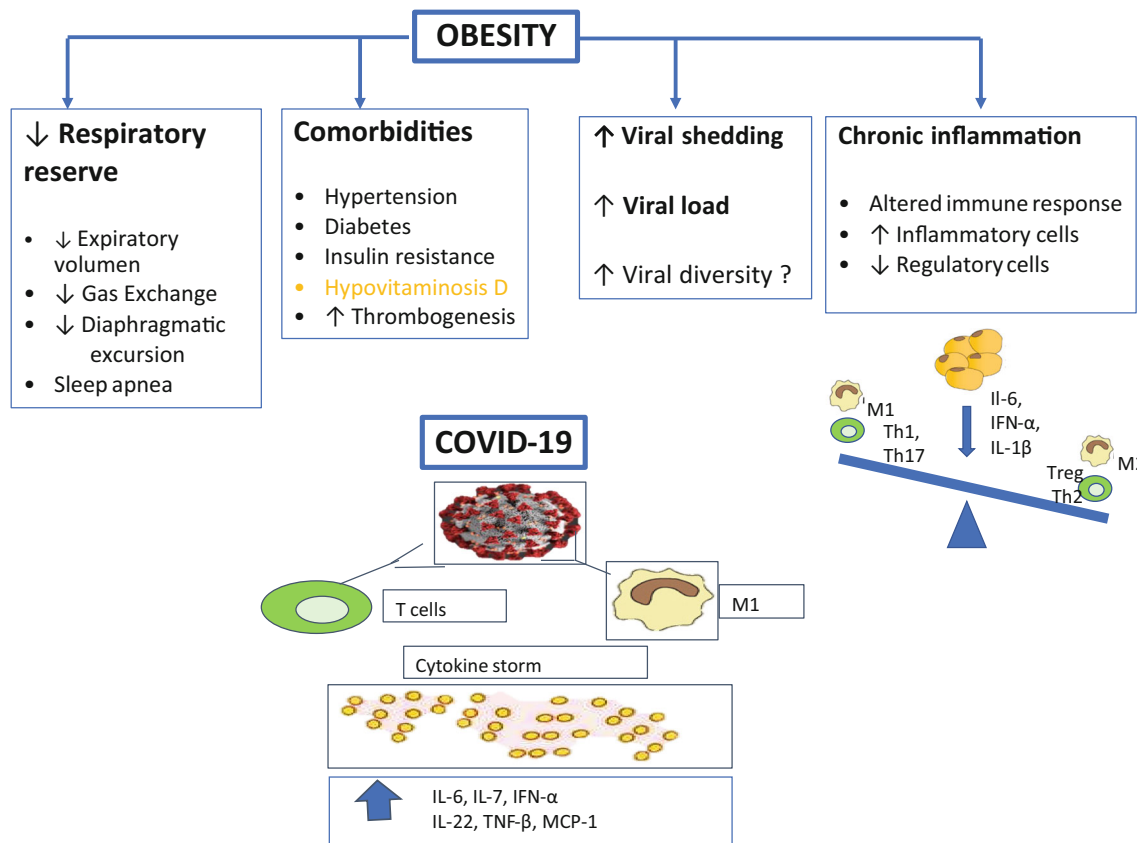 OBESITY
↓ Respiratory
reserve
• ↓ Expiratory
volumen
• ↓ Gas Exchange
• ↓ Diaphragmatic
excursion
• Sleep apnea
Comorbidities
• Hypertension
• Diabetes
• Insulin resistance
• Hypovitaminosis D
• ↑ Thrombogenesis
↑ Viral shedding
↑ Viral load
↑ Viral diversity ?
Chronic inflammation
• Altered immune response
• ↑ Inflammatory cells
• ↓ Regulatory cells
M1
Th1,
Th17
Il-6,
IFN-α,
IL-1β
Treg
Th2
COVID-19
T cells
M1
Cytokine storm
IL-6, IL-7, IFN-α
IL-22, TNF-β, MCP-1